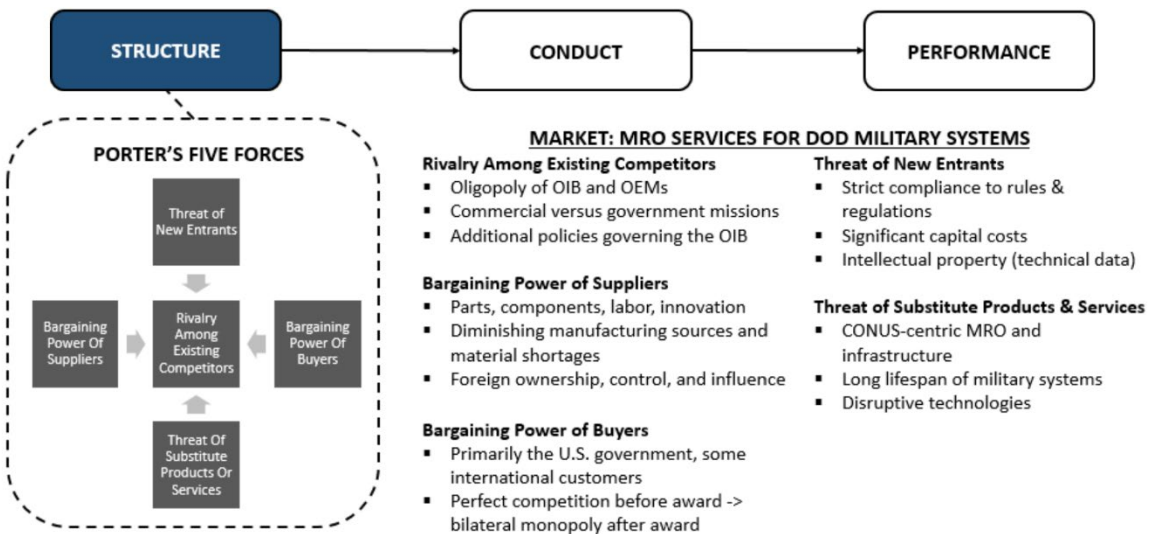 STRUCTURE
CONDUCT
PERFORMANCE
PORTER'S FIVE FORCES
Threat of
New Entrants
Bargaining
Power Of
Suppliers
Rivalry
Among
Existing
Competitors
Bargaining
Power Of
Buyers
Threat Of
Substitute
Products Or
Services
MARKET: MRO SERVICES FOR DOD MILITARY SYSTEMS
Rivalry Among Existing Competitors
▪ Oligopoly of OIB and OEMs
▪ Commercial versus government missions
▪ Additional policies governing the OIB
Bargaining Power of Suppliers
▪ Parts, components, labor, innovation
▪ Diminishing manufacturing sources and
material shortages
▪ Foreign ownership, control, and influence
Bargaining Power of Buyers
▪ Primarily the U.S. government, some
international customers
▪ Perfect competition before award ->
bilateral monopoly after award
Threat of New Entrants
▪ Strict compliance to rules &
regulations
▪ Significant capital costs
▪ Intellectual property (technical data)
Threat of Substitute Products & Services
▪ CONUS-centric MRO and
infrastructure
▪ Long lifespan of military systems
▪ Disruptive technologies